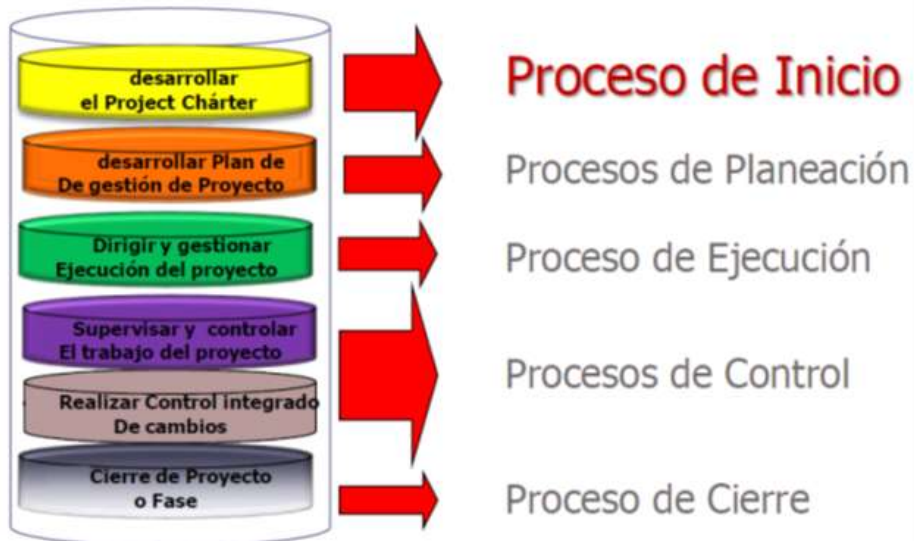 desarrollar
el Project Chárter
Proceso de Inicio
desarrollar Plan de
De gestión de Proyecto
Procesos de Planeación
Dirigir y gestionar
Ejecución del proyecto
Proceso de Ejecución
Supervisar y controlar
El trabajo del proyecto
Procesos de Control
Realizar Control integrado
De cambios
Cierre de Proyecto
o Fase
Proceso de Cierre